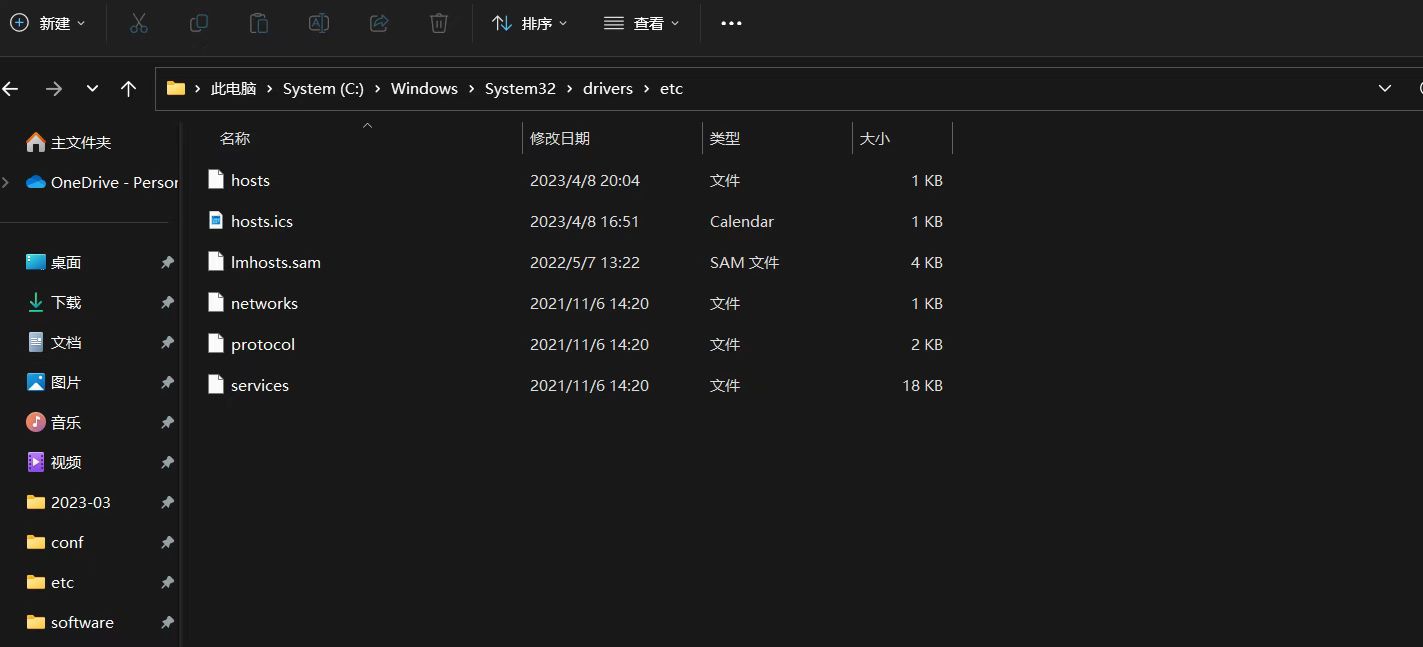 新建 排序 查看
此电脑 System (C:) Windows System32 drivers etc
名称 修改日期 类型 大小
主文件夹
OneDrive - Person
桌面
下载
文档
图片
音乐
视频
2023-03
conf
etc
software
hosts 2023/4/8 20:04 文件 1 KB
hosts.ics 2023/4/8 16:51 Calendar 1 KB
lmhosts.sam 2022/5/7 13:22 SAM 文件 4 KB
networks 2021/11/6 14:20 文件 1 KB
protocol 2021/11/6 14:20 文件 2 KB
services 2021/11/6 14:20 文件 18 KB